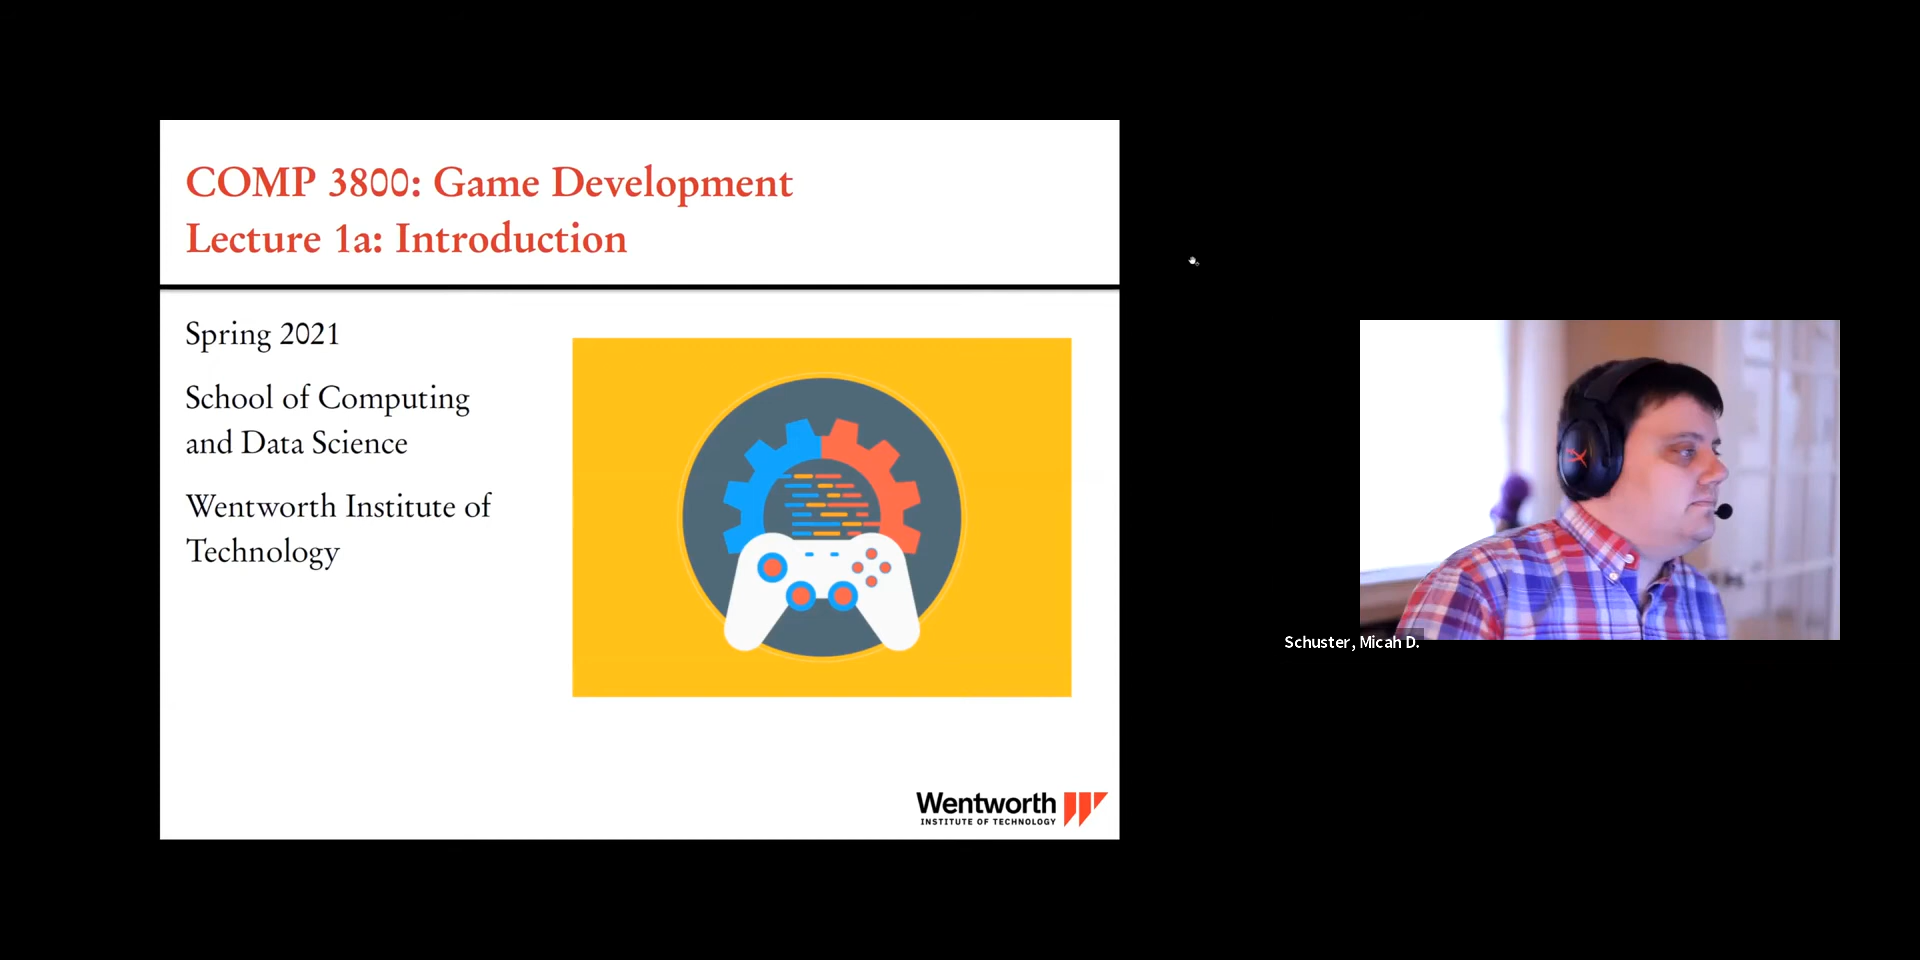 COMP 3800: Game Development
Lecture 1a: Introduction
Spring 2021
School of Computing
and Data Science
Wentworth Institute of
Technology
Wentworth
INSTITUTE OF TECHNOLOGY
Schuster, Micah D.